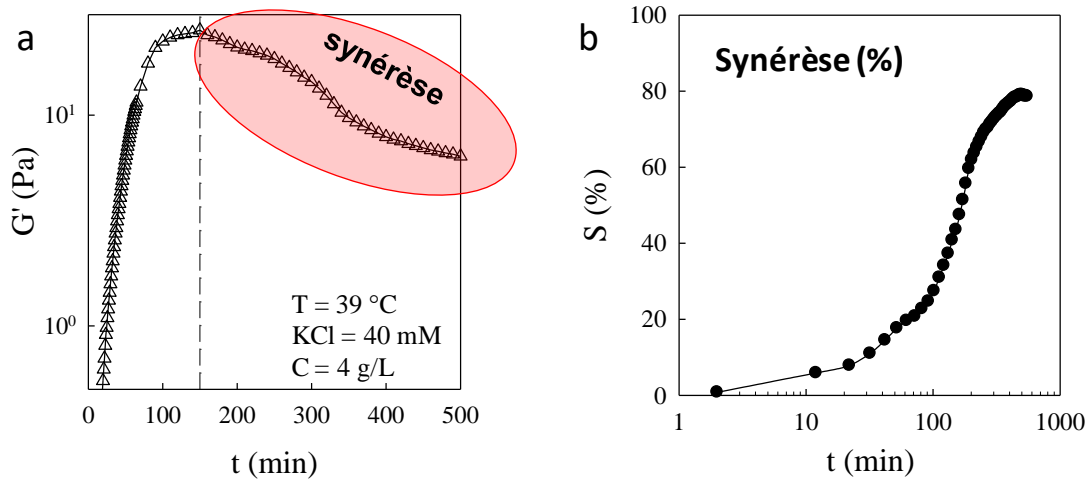 a
synérèse
10¹
10⁰
G' (Pa)
T = 39 °C
KCl = 40 mM
C = 4 g/L
0 100 200 300 400 500
t (min)
b
Synérèse (%)
100
80
60
40
20
0
S (%)
1 10 100 1000
t (min)